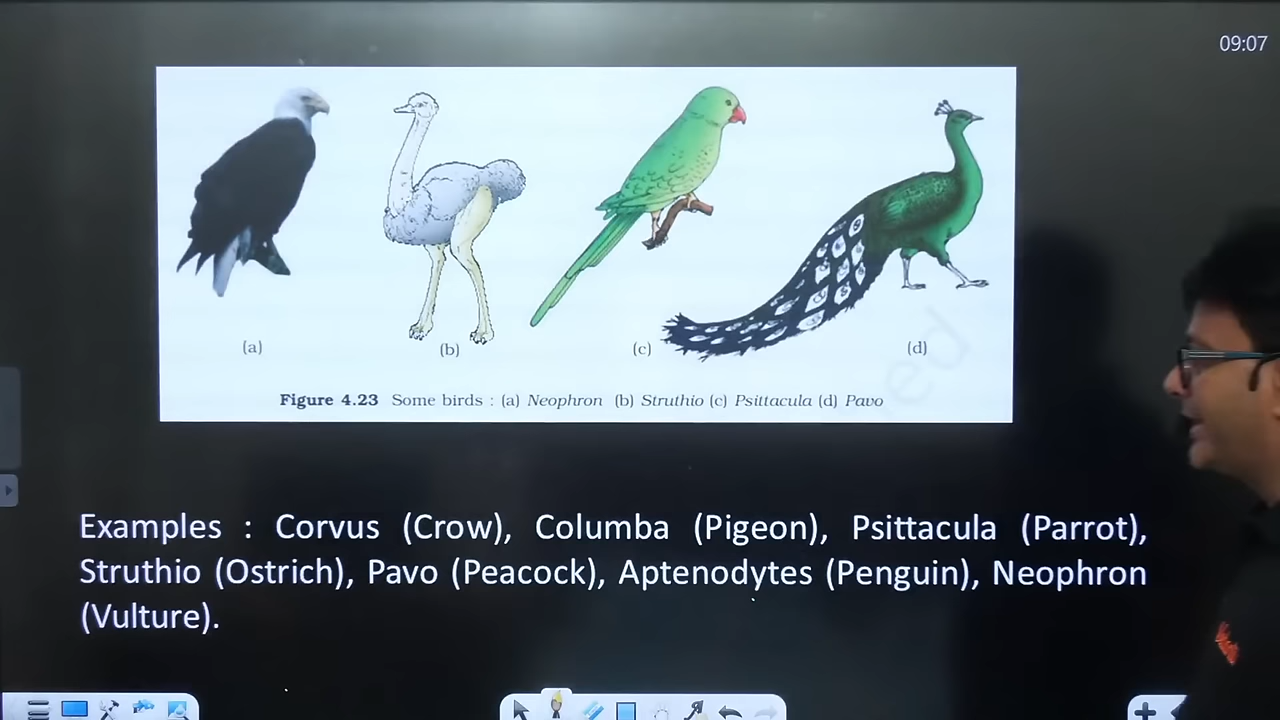 09:07
(a) (b) (c) (d)
Figure 4.23 Some birds : (a) Neophron (b) Struthio (c) Psittacula (d) Pavo
Examples : Corvus (Crow), Columba (Pigeon), Psittacula (Parrot),
Struthio (Ostrich), Pavo (Peacock), Aptenodytes (Penguin), Neophron
(Vulture).